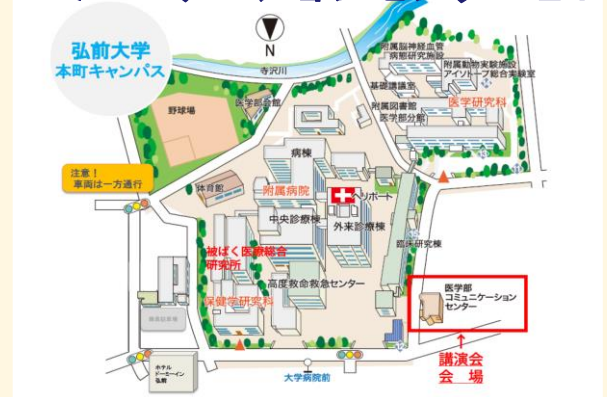 弘前大学
本町キャンパス
N
寺沢川
附属脳神経血管
病態研究施設
附属動物実験施設
アイソトープ総合実験室
基礎講議室
附属図書館
医学部分館
医学研究科
野球場
医学部会館
注意！
車両は一方通行
体育館
病棟
附属病院
ヘリポート
中央診療棟
外来診療棟
臨床研究棟
被ばく医療総合
研究所
高度救命救急センター
保健学研究科
医学部
コミュニケーション
センター
↑
講演会
会　場
ホテル
ドーミーイン
弘前
大学病院前